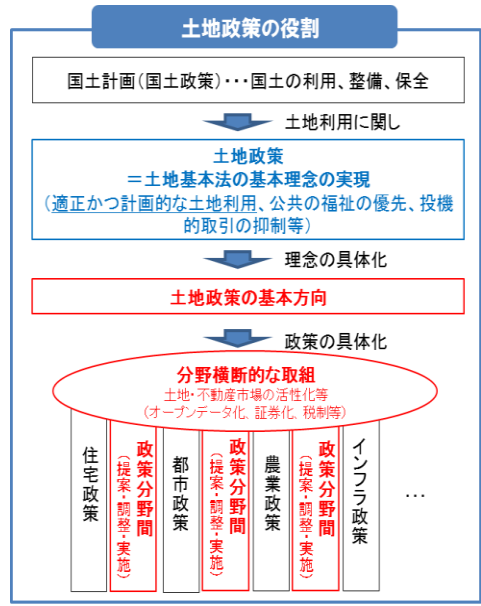 土地政策の役割
国土計画(国土政策)･･･国土の利用、整備、保全
土地利用に関し
土地政策
＝土地基本法の基本理念の実現
(適正かつ計画的な土地利用、公共の福祉の優先、投機
的取引の抑制等)
理念の具体化
土地政策の基本方向
政策の具体化
分野横断的な取組
土地・不動産市場の活性化等
(オープンデータ化、証券化、税制等)
住宅政策
政策分野間
(提案・調整・実施)
都市政策
政策分野間
(提案・調整・実施)
農業政策
政策分野間
(提案・調整・実施)
インフラ政策
…